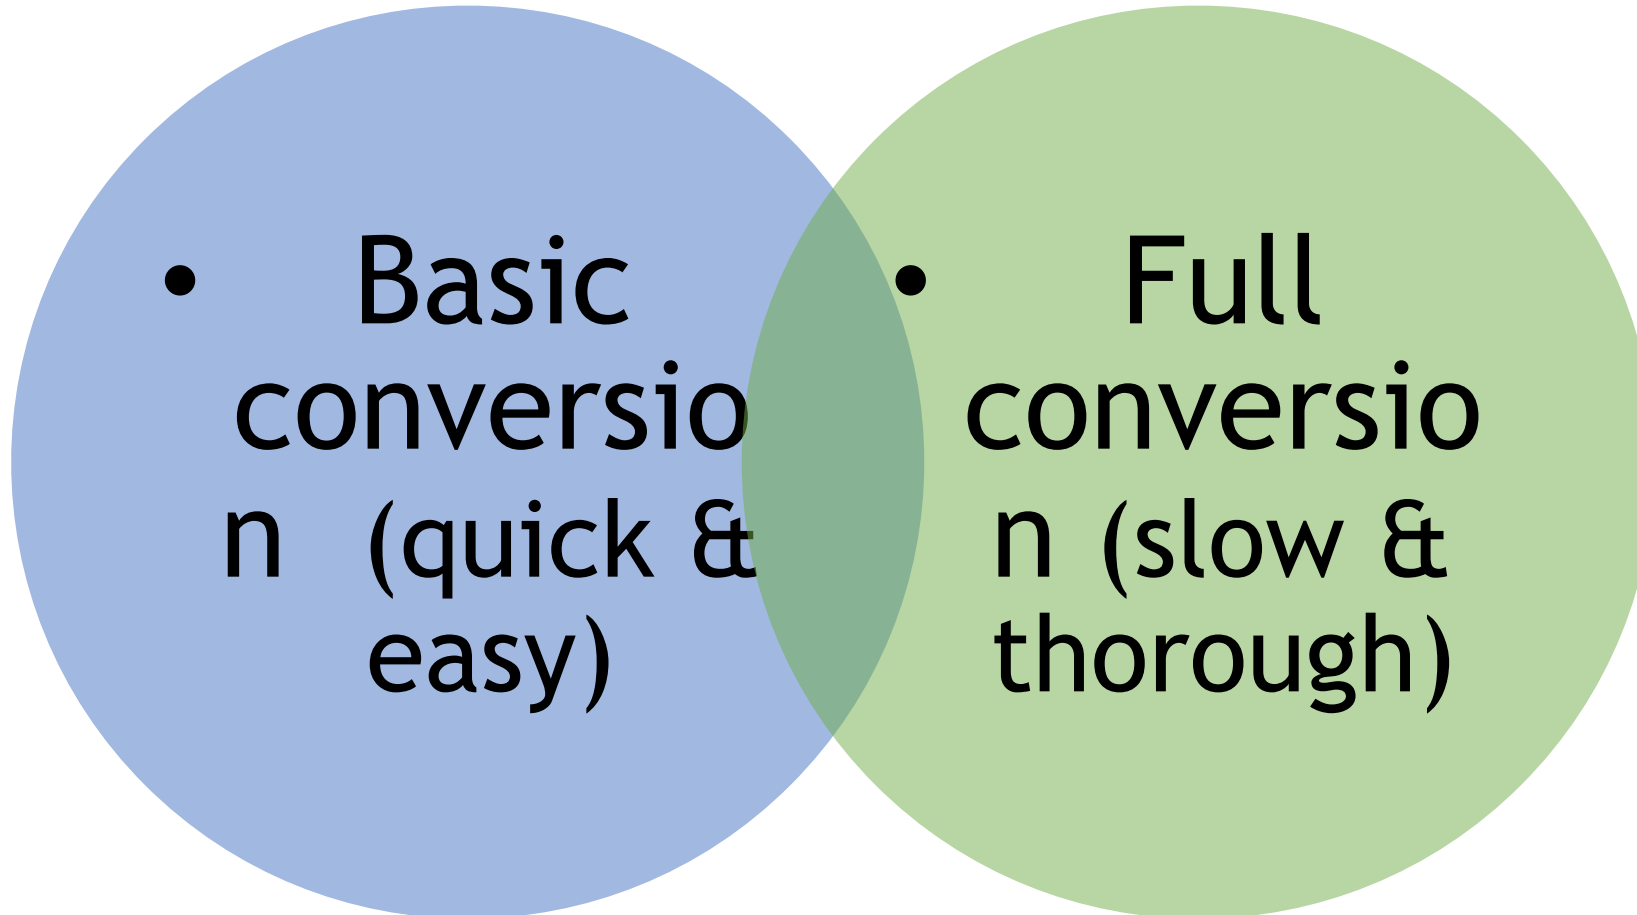 • Basic
conversio
n (quick &
easy)
• Full
conversio
n (slow &
thorough)